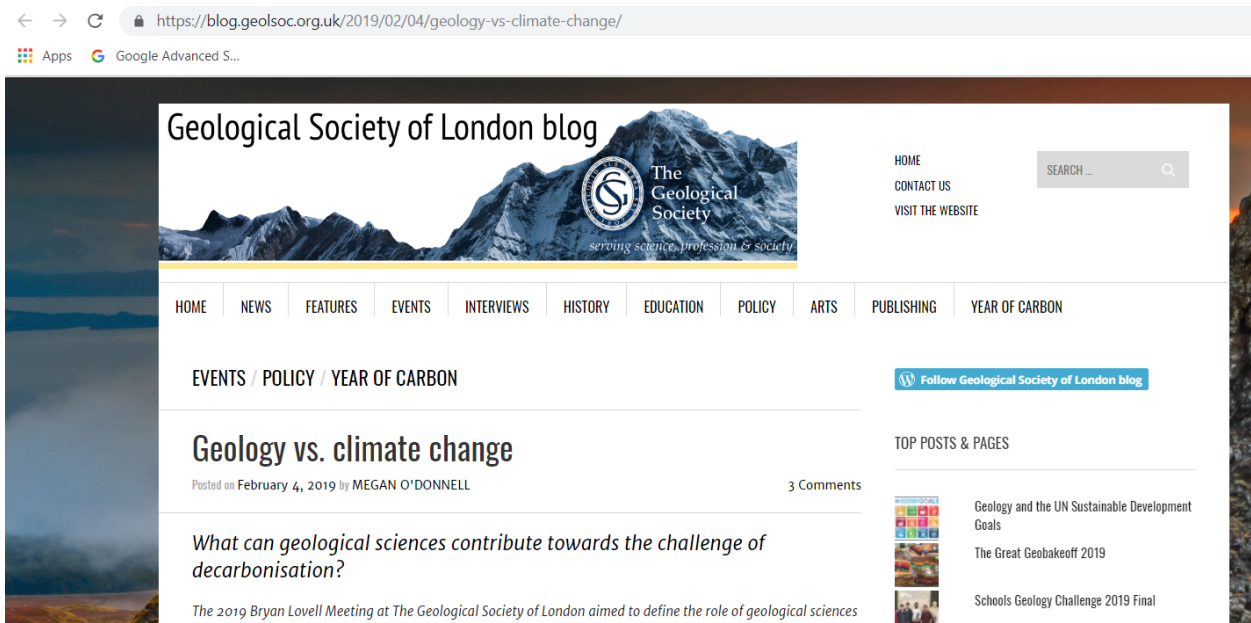 https://blog.geolsoc.org.uk/2019/02/04/geology-vs-climate-change/
Apps
Google Advanced S...
Geological Society of London blog
The
Geological
Society
serving science, profession & society
HOME
CONTACT US
VISIT THE WEBSITE
SEARCH ...
HOME
NEWS
FEATURES
EVENTS
INTERVIEWS
HISTORY
EDUCATION
POLICY
ARTS
PUBLISHING
YEAR OF CARBON
EVENTS / POLICY / YEAR OF CARBON
Geology vs. climate change
Posted on February 4, 2019 by MEGAN O'DONNELL
3 Comments
What can geological sciences contribute towards the challenge of
decarbonisation?
The 2019 Bryan Lovell Meeting at The Geological Society of London aimed to define the role of geological sciences
Follow Geological Society of London blog
TOP POSTS & PAGES
Geology and the UN Sustainable Development
Goals
The Great Geobakeoff 2019
Schools Geology Challenge 2019 Final